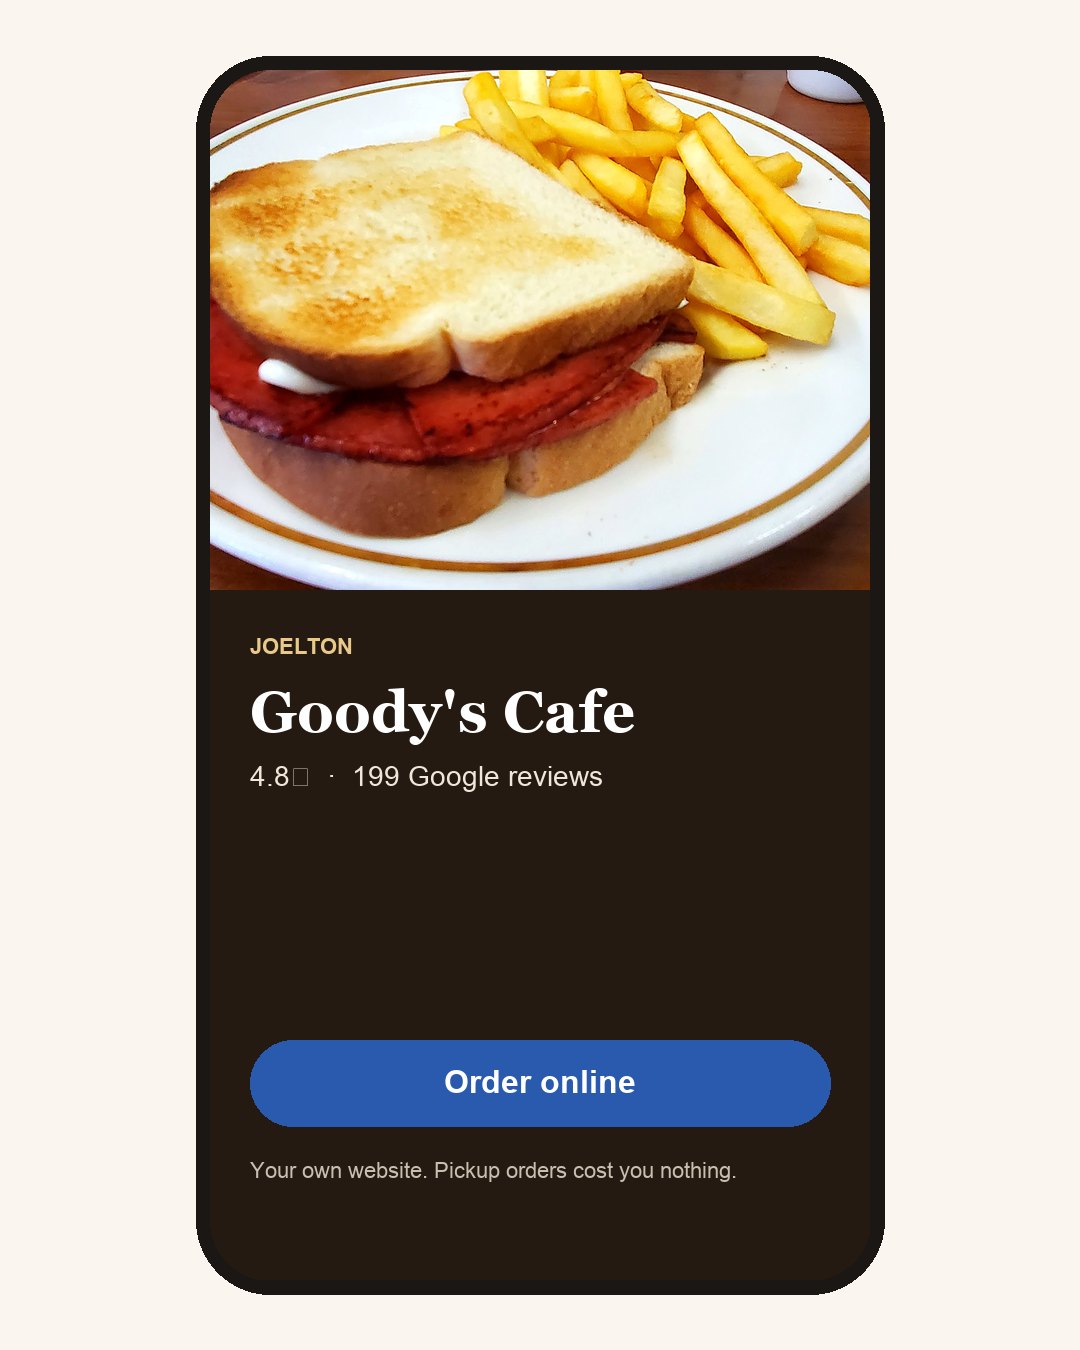 JOELTON
Goody's Cafe
4.8□ · 199 Google reviews
Order online
Your own website. Pickup orders cost you nothing.